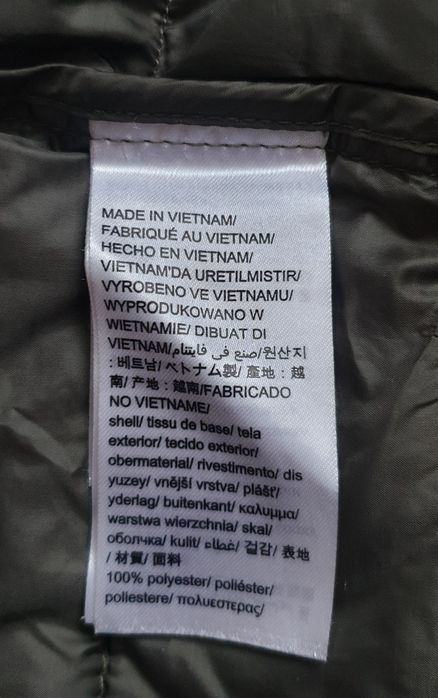 MADE IN VIETNAM/
FABRIQUÉ AU VIETNAM/
HECHO EN VIETNAM/
VIETNAM'DA URETILMISTIR/
VYROBENO VE VIETNAMU/
WYPRODUKOWANO W
WIETNAMIE/ DIBUAT DI
VIETNAM/صنع في فايتنام/원산지
: 베트남/ ベトナム製/ 產地：越
南/ 产地：越南/FABRICADO
NO VIETNAME/
shell/ tissu de base/ tela
exterior/ tecido exterior/
obermaterial/ rivestimento/ dis
yuzey/ vnější vrstva/ plášť/
yderlag/ buitenkant/ καλυμμα/
warstwa wierzchnia/ skal/
оболчка/ kulit/ غطاء/ 겉감/ 表地
/ 材質/ 面料
100% polyester/ poliéster/
poliestere/ πολυεστερας/